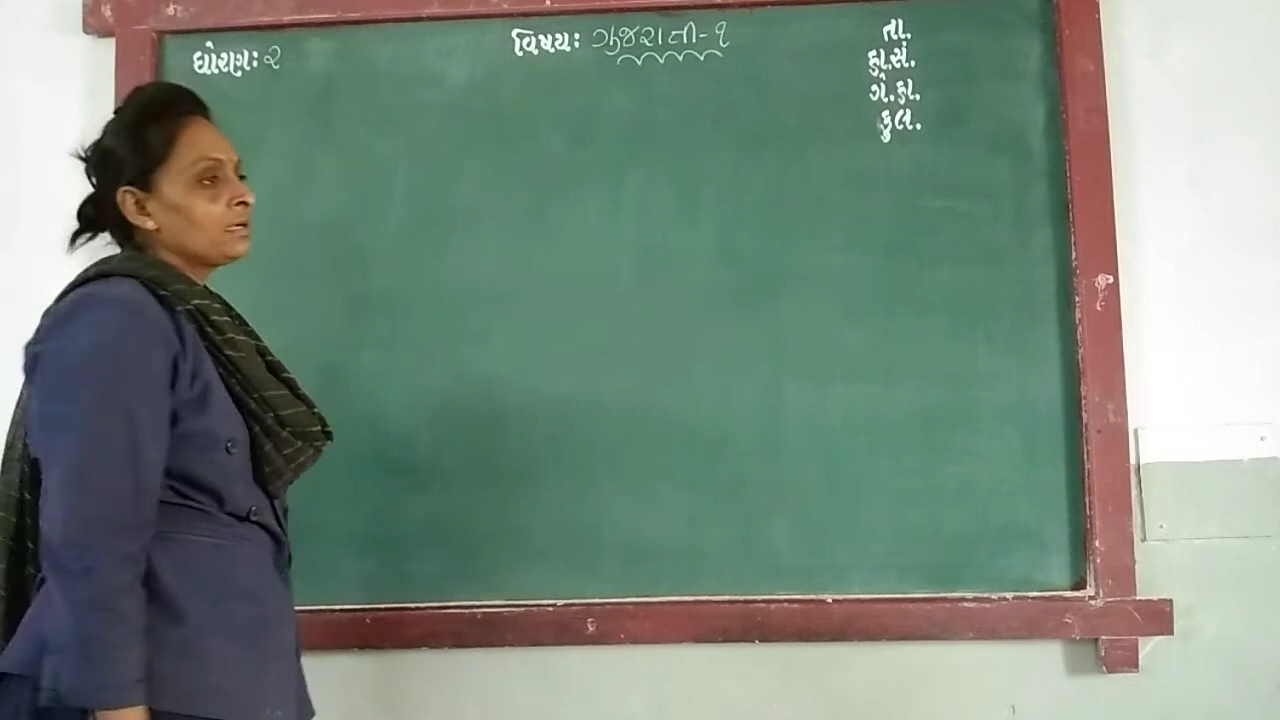 ધોરણઃ ૨
વિષયઃ ગુજરાતી-૧
તા.
હા.સં.
ગે.હા.
કુલ.